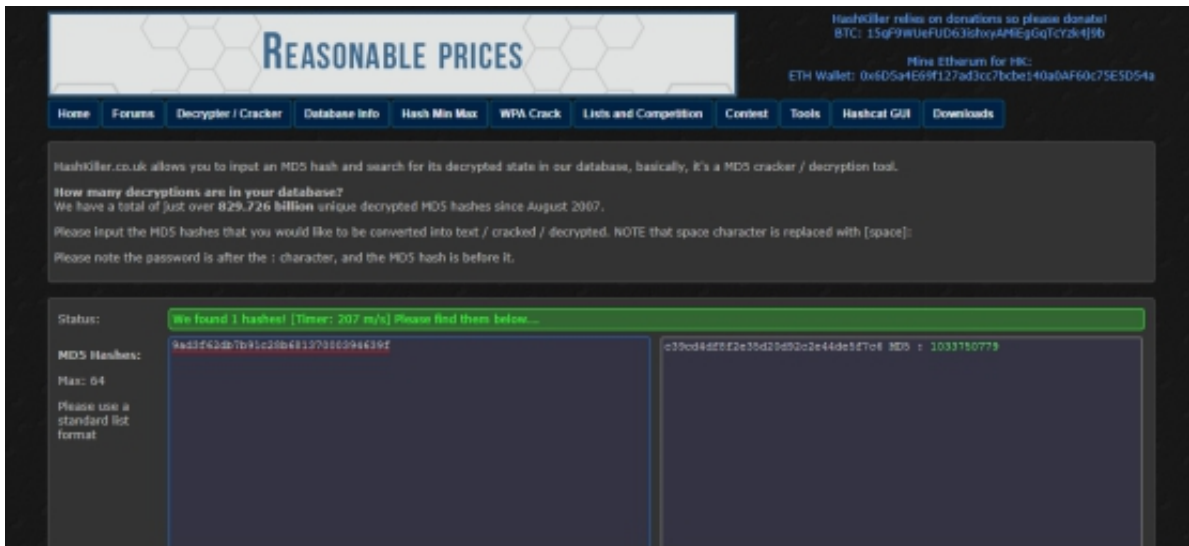 REASONABLE PRICES
HashKiller relies on donations so please donate!
BTC:
Mine Etherum for HK:
ETH Wallet:
Home Forums Decrypter / Cracker Database Info Hash Min Max WPA Crack Lists and Competition Contest Tools Hashcat GUI Downloads
HashKiller.co.uk allows you to input an MD5 hash and search for its decrypted state in our database, basically, it's a MD5 cracker / decryption tool.
How many decryptions are in your database?
We have a total of just over 829.726 billion unique decrypted MD5 hashes since August 2007.
Please input the MD5 hashes that you would like to be converted into text / cracked / decrypted. NOTE that space character is replaced with [space]:
Please note the password is after the : character, and the MD5 hash is before it.
Status:
We found 1 hashes! [Timer: 207 m/s] Please find them below...
MD5 Hashes:
MD5 : 1033750779
Max: 64
Please use a
standard list
format